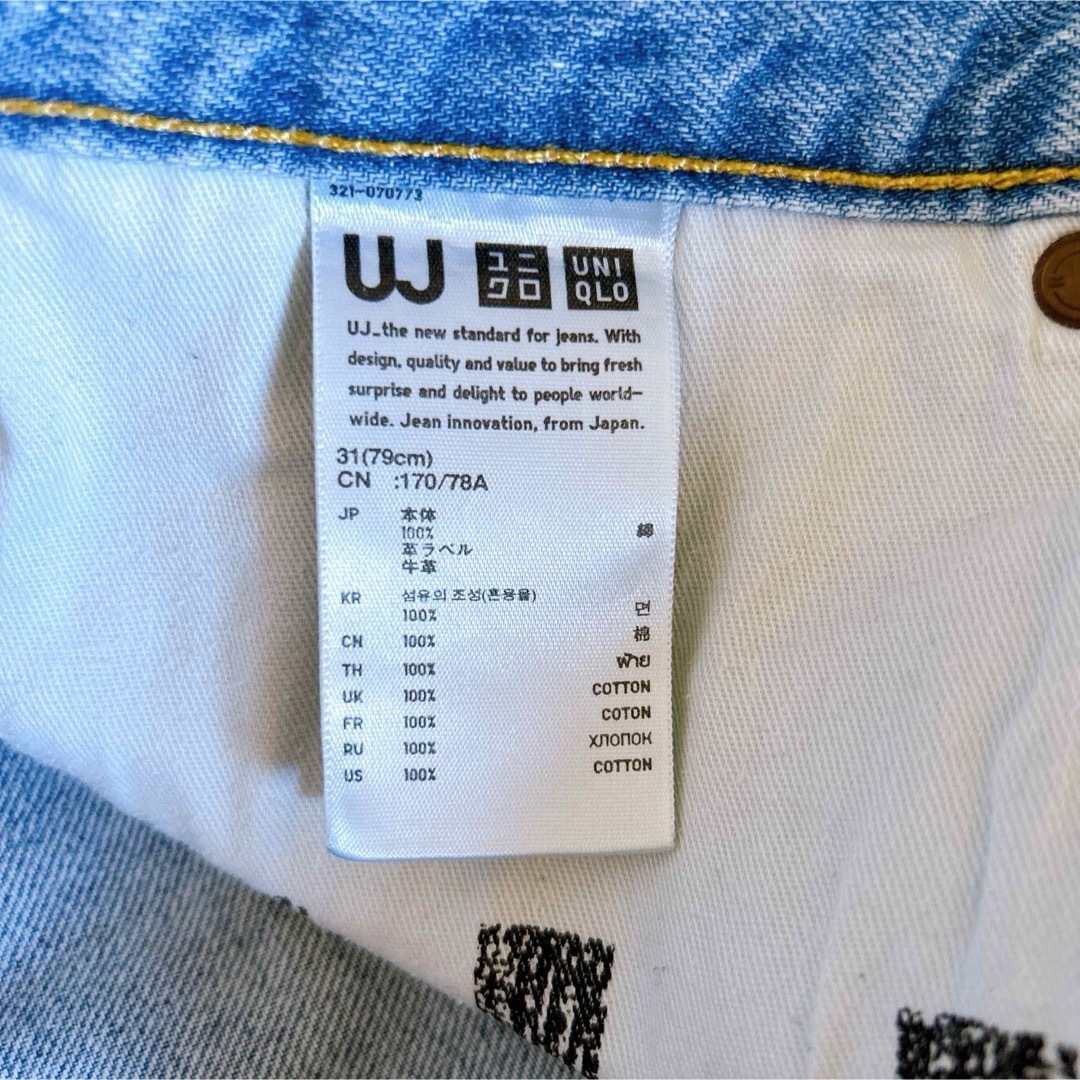 321-070773
UJ ユニクロ UNIQLO
UJ_the new standard for jeans. With
design, quality and value to bring fresh
surprise and delight to people world-
wide. Jean innovation, from Japan.
31(79cm)
CN :170/78A
JP 本体
100% 綿
革ラベル
牛革
KR 섬유의 조성(혼용율)
100% 면
CN 100% 棉
TH 100% ฝ้าย
UK 100% COTTON
FR 100% COTON
RU 100% ХЛОПОК
US 100% COTTON